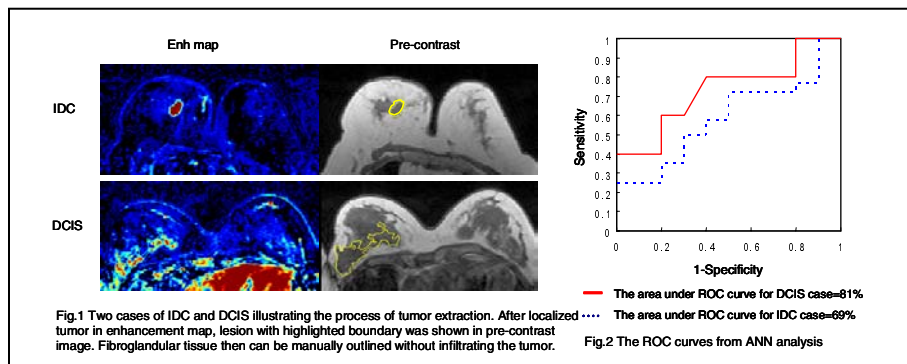 Enh map
Pre-contrast
IDC
DCIS
Fig.1 Two cases of IDC and DCIS illustrating the process of tumor extraction. After localized
tumor in enhancement map, lesion with highlighted boundary was shown in pre-contrast
image. Fibroglandular tissue then can be manually outlined without infiltrating the tumor.
1
0.9
0.8
0.7
0.6
0.5
0.4
0.3
0.2
0.1
0
Sensitivity
0 0.2 0.4 0.6 0.8 1
1-Specificity
The area under ROC curve for DCIS case=81%
The area under ROC curve for IDC case=69%
Fig.2 The ROC curves from ANN analysis